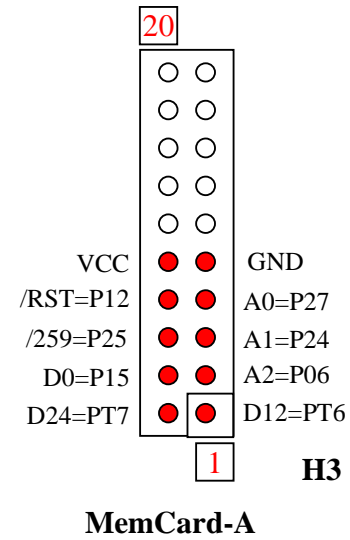 20
VCC GND
/RST=P12 A0=P27
/259=P25 A1=P24
D0=P15 A2=P06
D24=PT7 D12=PT6
1 H3
MemCard-A